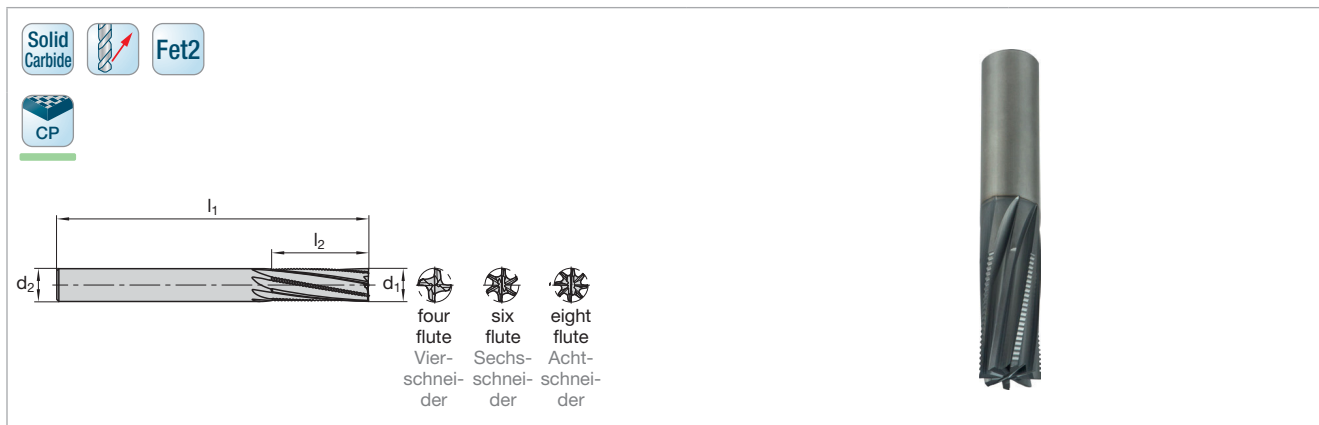 Solid
Carbide
Fet2
CP
l₁
l₂
d₂
d₁
four
flute
Vier-
schnei-
der
six
flute
Sechs-
schnei-
der
eight
flute
Acht-
schnei-
der